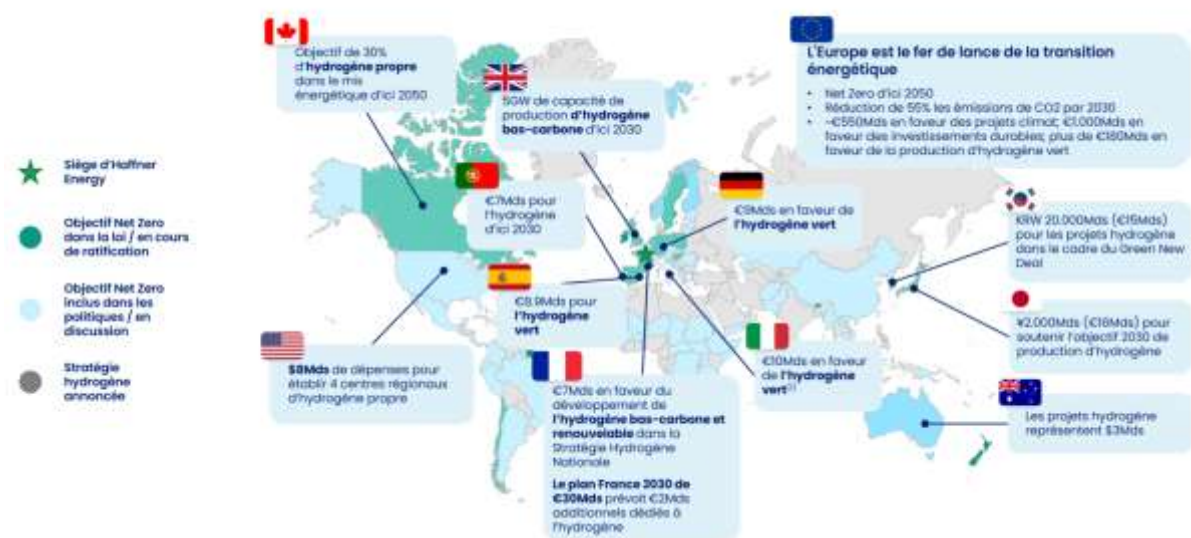 Objectif de 30%
d'hydrogène propre
dans le mix
énergétique d'ici 2050
5GW de capacité de
production d'hydrogène
bas-carbone d'ici 2030
L'Europe est le fer de lance de la transition
énergétique
• Net Zero d'ici 2050
• Réduction de 55% les émissions de CO2 par 2030
• ~€550Mds en faveur des projets climat; €1.000Mds en
faveur des investissements durables; plus de €180Mds en
faveur de la production d'hydrogène vert
Siège d'Haffner
Energy
Objectif Net Zero
dans la loi / en cours
de ratification
Objectif Net Zero
inclus dans les
politiques / en
discussion
Stratégie
hydrogène
annoncée
€7Mds pour
l'hydrogène
d'ici 2030
€9Mds en faveur de
l'hydrogène vert
KRW 20.000Mds (€15Mds)
pour les projets hydrogène
dans le cadre du Green New
Deal
€8.9Mds pour
l'hydrogène
vert
¥2.000Mds (€16Mds) pour
soutenir l'objectif 2030 de
production d'hydrogène
$8Mds de dépenses pour
établir 4 centres régionaux
d'hydrogène propre
€7Mds en faveur du
développement de
l'hydrogène bas-carbone et
renouvelable dans la
Stratégie Hydrogène
Nationale
Le plan France 2030 de
€30Mds prévoit €2Mds
additionnels dédiés à
l'hydrogène
€10Mds en faveur
de l'hydrogène
vert
Les projets hydrogène
représentent $3Mds